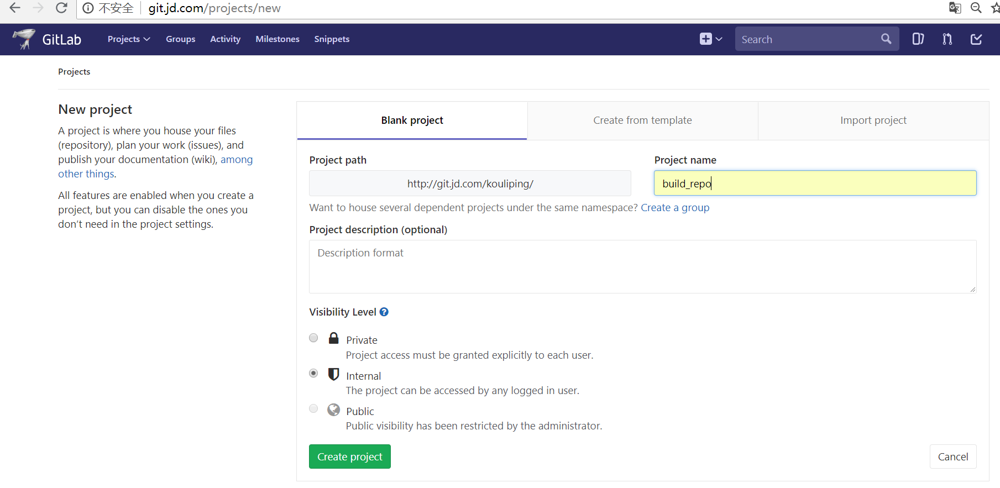 不安全 git.jd.com/projects/new
GitLab Projects Groups Activity Milestones Snippets Search
Projects
New project
A project is where you house your files
(repository), plan your work (issues), and
publish your documentation (wiki), among
other things.
All features are enabled when you create a
project, but you can disable the ones you
don’t need in the project settings.
Blank project Create from template Import project
Project path Project name
http://git.jd.com/kouliping/ build_repo
Want to house several dependent projects under the same namespace? Create a group
Project description (optional)
Description format
Visibility Level ?
Private
Project access must be granted explicitly to each user.
Internal
The project can be accessed by any logged in user.
Public
Public visibility has been restricted by the administrator.
Create project Cancel